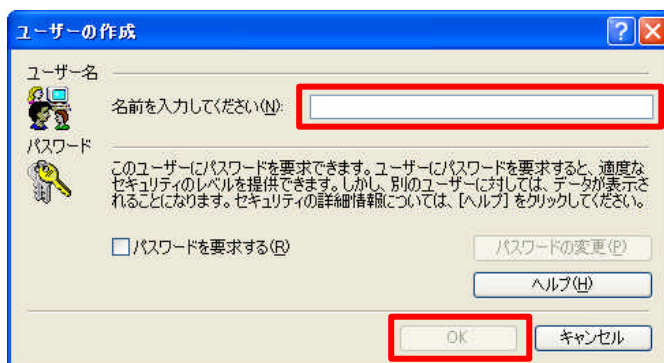 ユーザーの作成
ユーザー名
名前を入力してください(N):
パスワード
このユーザーにパスワードを要求できます。ユーザーにパスワードを要求すると、適度な
セキュリティのレベルを提供できます。しかし、別のユーザーに対しては、データが表示さ
れることになります。セキュリティの詳細情報については、[ヘルプ] をクリックしてください。
パスワードを要求する(R)
パスワードの変更(P)
ヘルプ(H)
OK
キャンセル